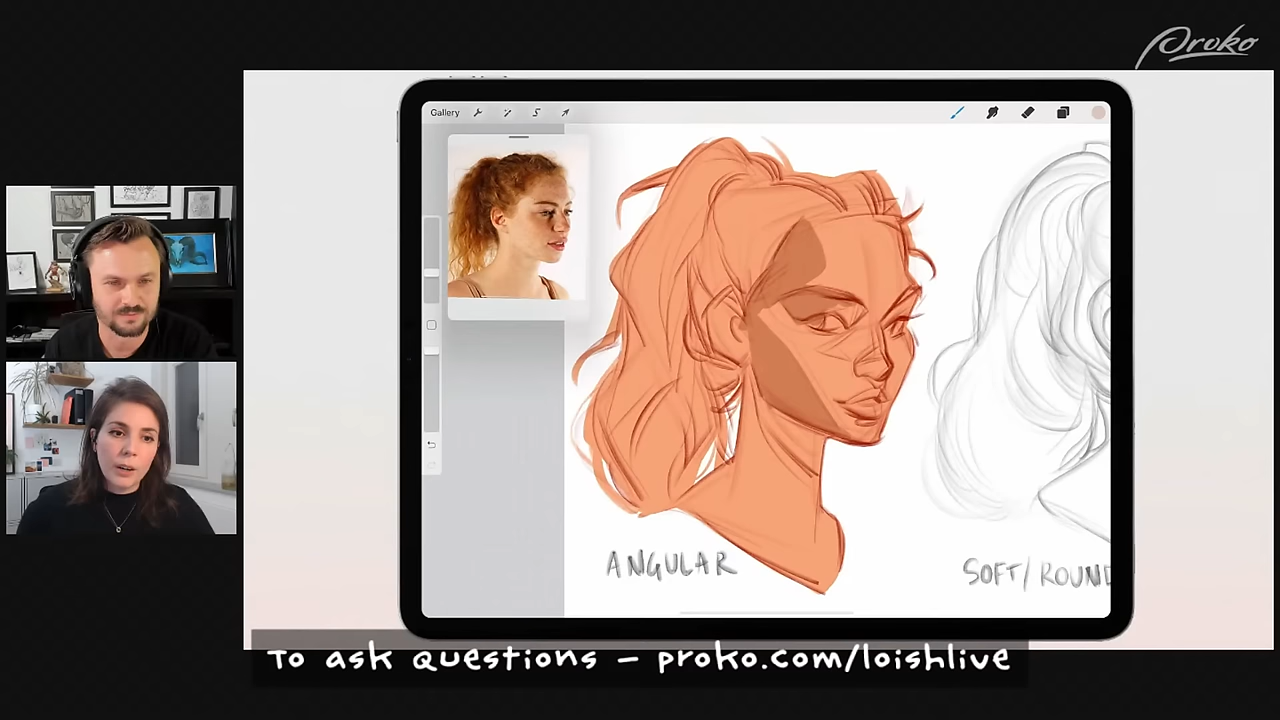 Proko
Gallery
ANGULAR
SOFT/ROUND
To ask questions – proko.com/loishlive